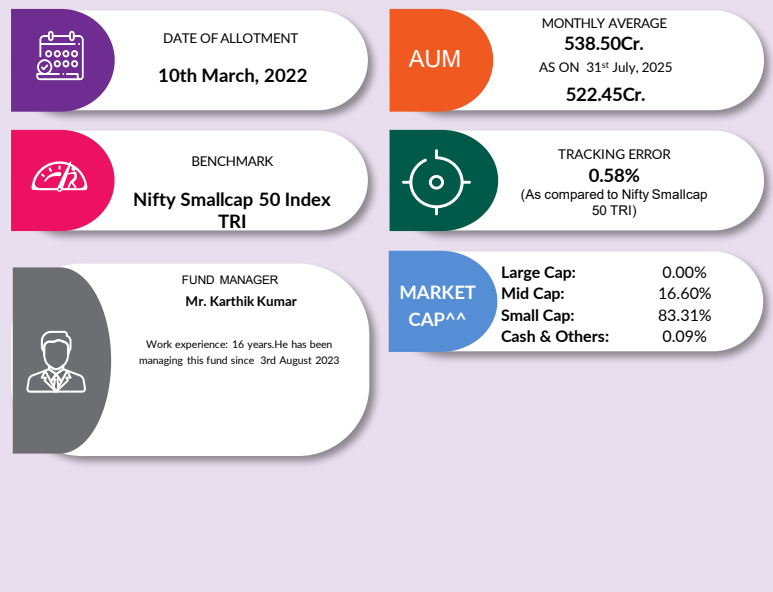 DATE OF ALLOTMENT
10th March, 2022
AUM
MONTHLY AVERAGE
538.50Cr.
AS ON 31st July, 2025
522.45Cr.
BENCHMARK
Nifty Smallcap 50 Index
TRI
TRACKING ERROR
0.58%
(As compared to Nifty Smallcap
50 TRI)
FUND MANAGER
Mr. Karthik Kumar
Work experience: 16 years.He has been
managing this fund since 3rd August 2023
MARKET
CAP^^
Large Cap: 0.00%
Mid Cap: 16.60%
Small Cap: 83.31%
Cash & Others: 0.09%